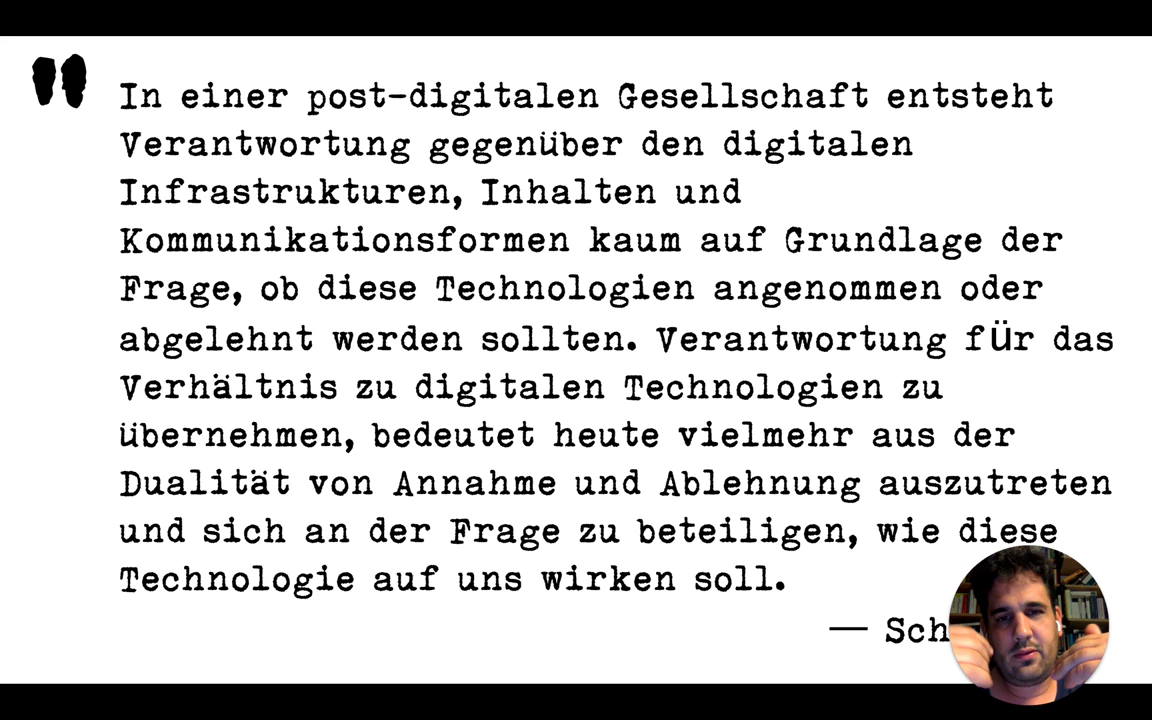 "
In einer post-digitalen Gesellschaft entsteht
Verantwortung gegenüber den digitalen
Infrastrukturen, Inhalten und
Kommunikationsformen kaum auf Grundlage der
Frage, ob diese Technologien angenommen oder
abgelehnt werden sollten. Verantwortung für das
Verhältnis zu digitalen Technologien zu
übernehmen, bedeutet heute vielmehr aus der
Dualität von Annahme und Ablehnung auszutreten
und sich an der Frage zu beteiligen, wie diese
Technologie auf uns wirken soll.
—